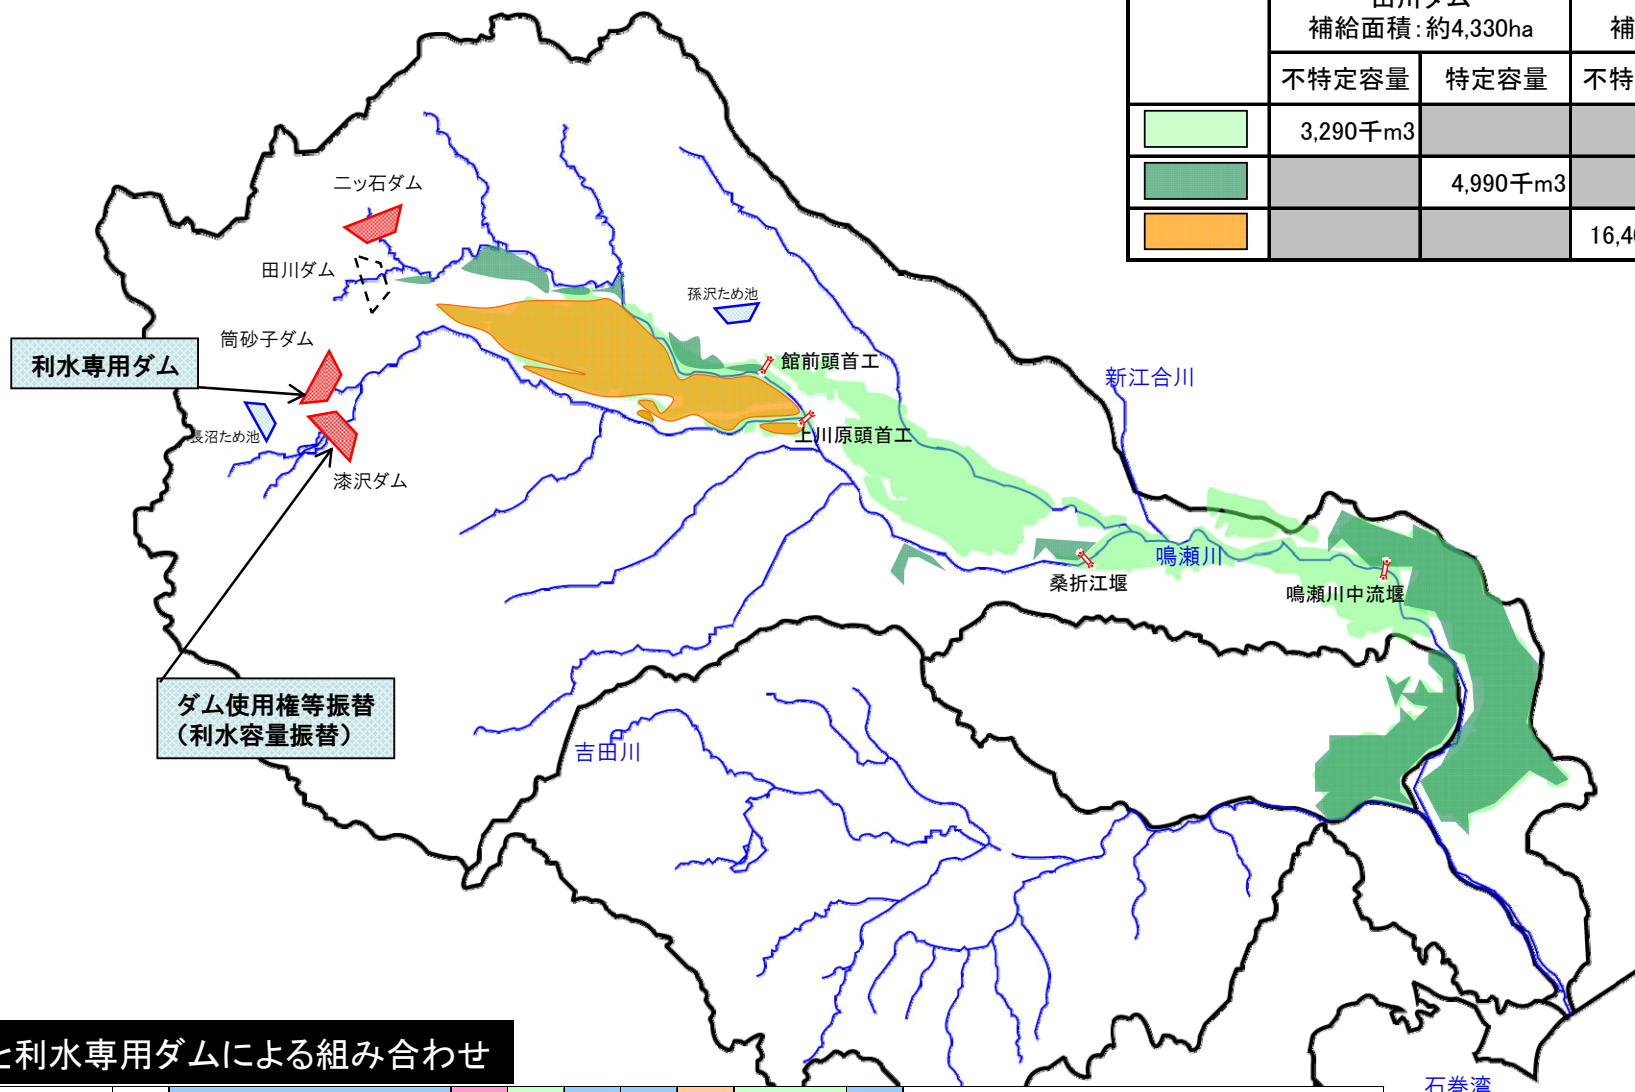 補給面積：約4,330ha
不特定容量
特定容量
3,290千m3
4,990千m3
二ッ石ダム
田川ダム
孫沢ため池
筒砂子ダム
利水専用ダム
館前頭首工
新江合川
長沼ため池
上川原頭首工
漆沢ダム
鳴瀬川
桑折江堰
鳴瀬川中流堰
ダム使用権等振替
（利水容量振替）
吉田川
利水専用ダムによる組み合わせ
石巻湾